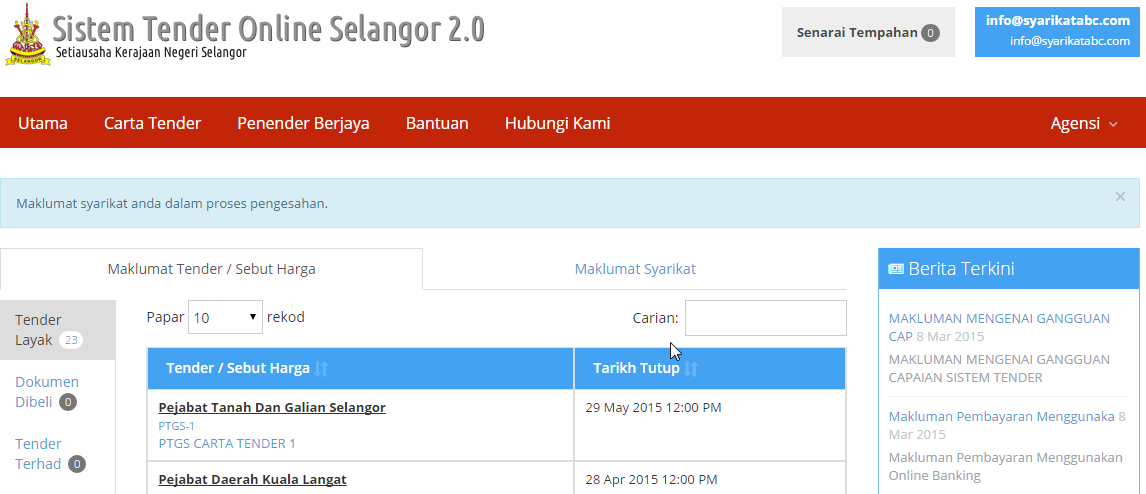 Sistem Tender Online Selangor 2.0
Setiausaha Kerajaan Negeri Selangor
SELANGOR
Senarai Tempahan 0
info@syarikatabc.com
info@syarikatabc.com
Utama
Carta Tender
Penender Berjaya
Bantuan
Hubungi Kami
Agensi
Maklumat syarikat anda dalam proses pengesahan.
×
Maklumat Tender / Sebut Harga
Maklumat Syarikat
Tender
Layak 23
Dokumen
Dibeli 0
Tender
Terhad 0
Papar 10 rekod
Carian:
Tender / Sebut Harga
Tarikh Tutup
Pejabat Tanah Dan Galian Selangor
PTGS-1
PTGS CARTA TENDER 1
29 May 2015 12:00 PM
Pejabat Daerah Kuala Langat
28 Apr 2015 12:00 PM
Berita Terkini
MAKLUMAN MENGENAI GANGGUAN
CAP 8 Mar 2015
MAKLUMAN MENGENAI GANGGUAN
CAPAIAN SISTEM TENDER
Makluman Pembayaran Menggunaka 8
Mar 2015
Makluman Pembayaran Menggunakan
Online Banking